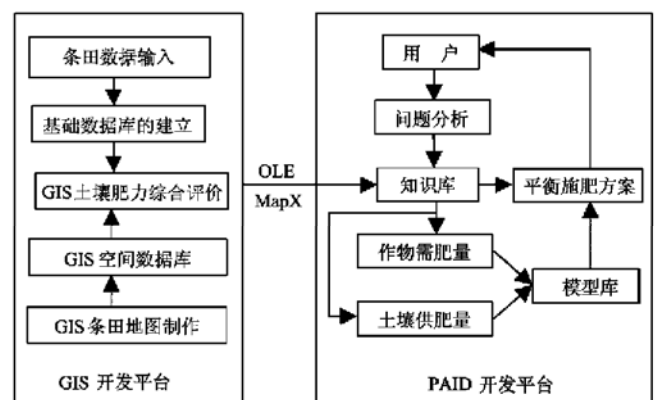 条田数据输入
基础数据库的建立
GIS土壤肥力综合评价
GIS空间数据库
GIS条田地图制作
GIS 开发平台
OLE
MapX
用 户
问题分析
知识库
平衡施肥方案
作物需肥量
模型库
土壤供肥量
PAID 开发平台